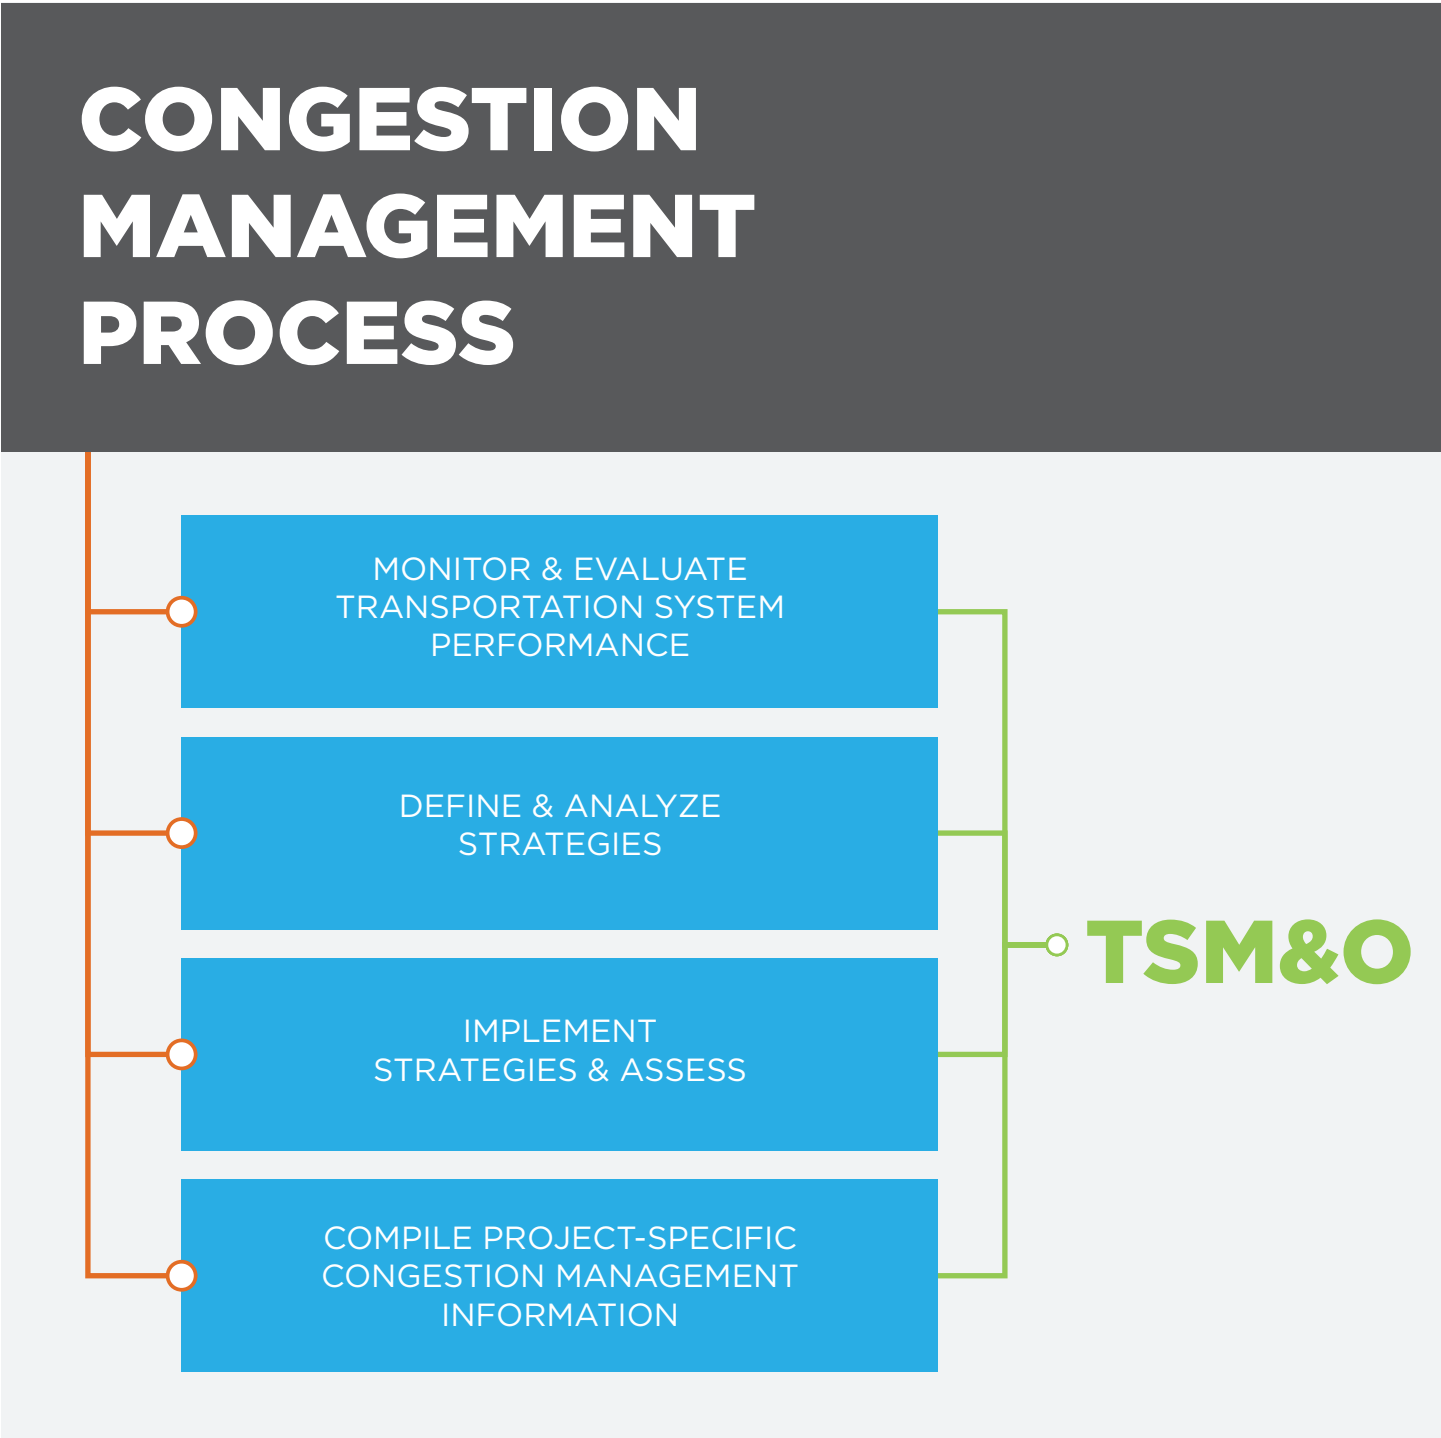 CONGESTION
MANAGEMENT
PROCESS
MONITOR & EVALUATE
TRANSPORTATION SYSTEM
PERFORMANCE
DEFINE & ANALYZE
STRATEGIES
IMPLEMENT
STRATEGIES & ASSESS
COMPILE PROJECT-SPECIFIC
CONGESTION MANAGEMENT
INFORMATION
TSM&O